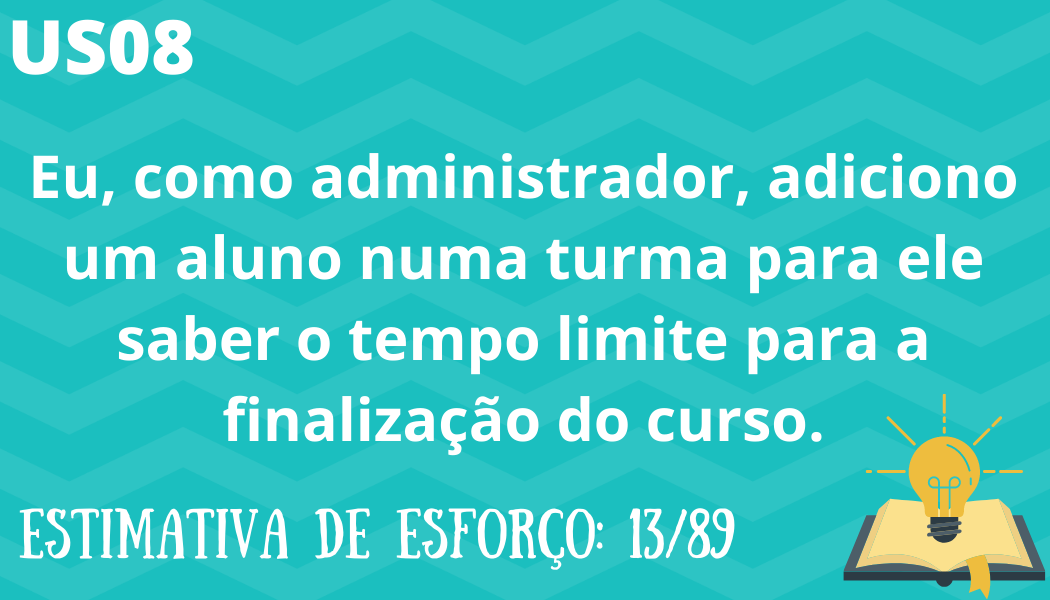 US08
Eu, como administrador, adiciono
um aluno numa turma para ele
saber o tempo limite para a
finalização do curso.
ESTIMATIVA DE ESFORÇO: 13/89